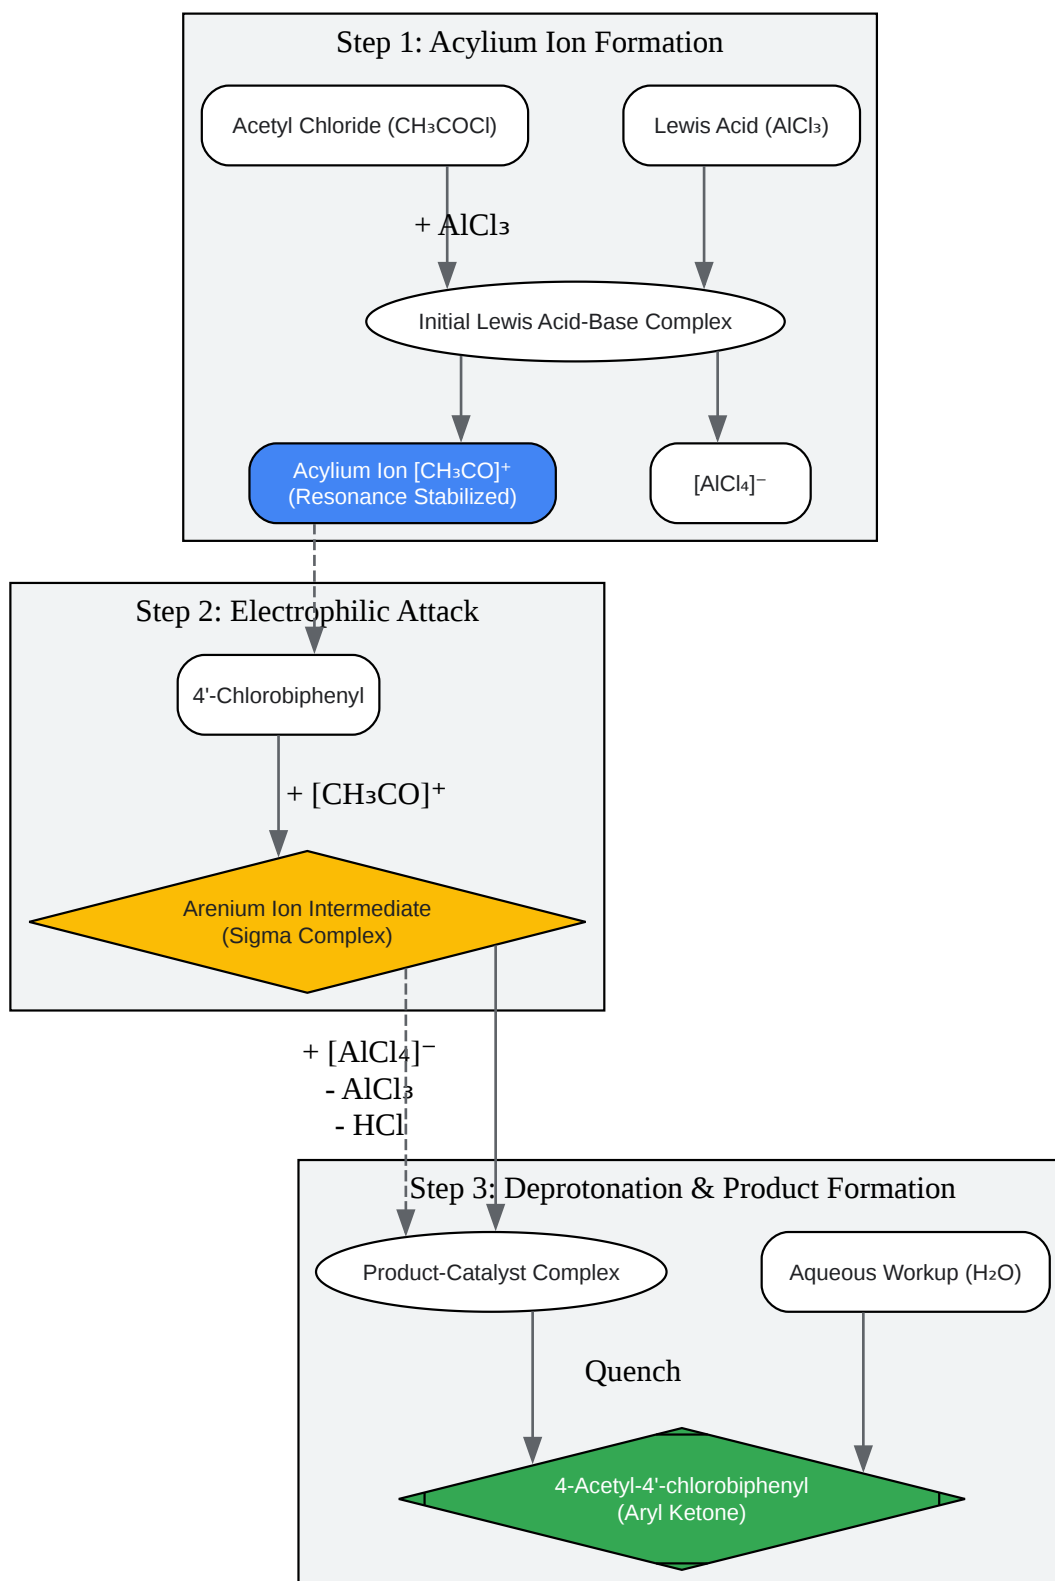 Step 1: Acylium Ion Formation
Acetyl Chloride (CH₃COCl)
Lewis Acid (AlCl₃)
+ AlCl₃
Initial Lewis Acid-Base Complex
Acylium Ion [CH₃CO]⁺
(Resonance Stabilized)
[AlCl₄]⁻
Step 2: Electrophilic Attack
4'-Chlorobiphenyl
+ [CH₃CO]⁺
Arenium Ion Intermediate
(Sigma Complex)
+ [AlCl₄]⁻
- AlCl₃
- HCl
Step 3: Deprotonation & Product Formation
Product-Catalyst Complex
Aqueous Workup (H₂O)
Quench
4-Acetyl-4'-chlorobiphenyl
(Aryl Ketone)